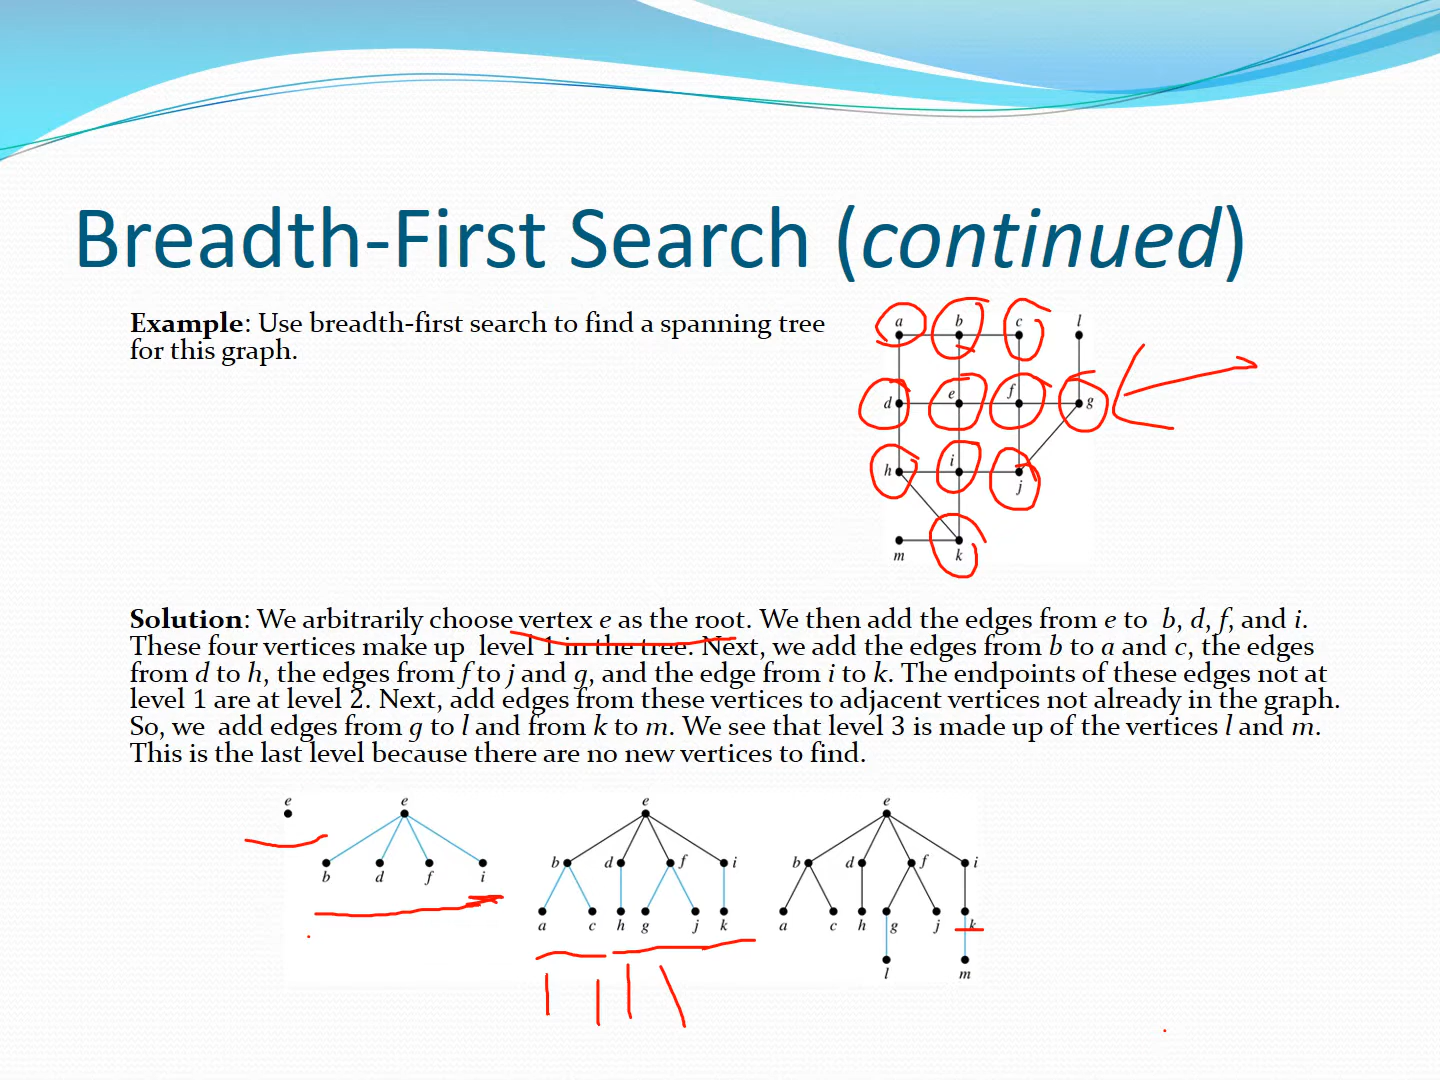 Breadth-First Search (continued)
Example: Use breadth-first search to find a spanning tree
for this graph.
a b c l
d e f g
h i j
m k
Solution: We arbitrarily choose vertex e as the root. We then add the edges from e to b, d, f, and i.
These four vertices make up level 1 in the tree. Next, we add the edges from b to a and c, the edges
from d to h, the edges from f to j and g, and the edge from i to k. The endpoints of these edges not at
level 1 are at level 2. Next, add edges from these vertices to adjacent vertices not already in the graph.
So, we add edges from g to l and from k to m. We see that level 3 is made up of the vertices l and m.
This is the last level because there are no new vertices to find.
e e e e
b d f i b d f i
b d f i
a c h g j k a c h g j k
l m